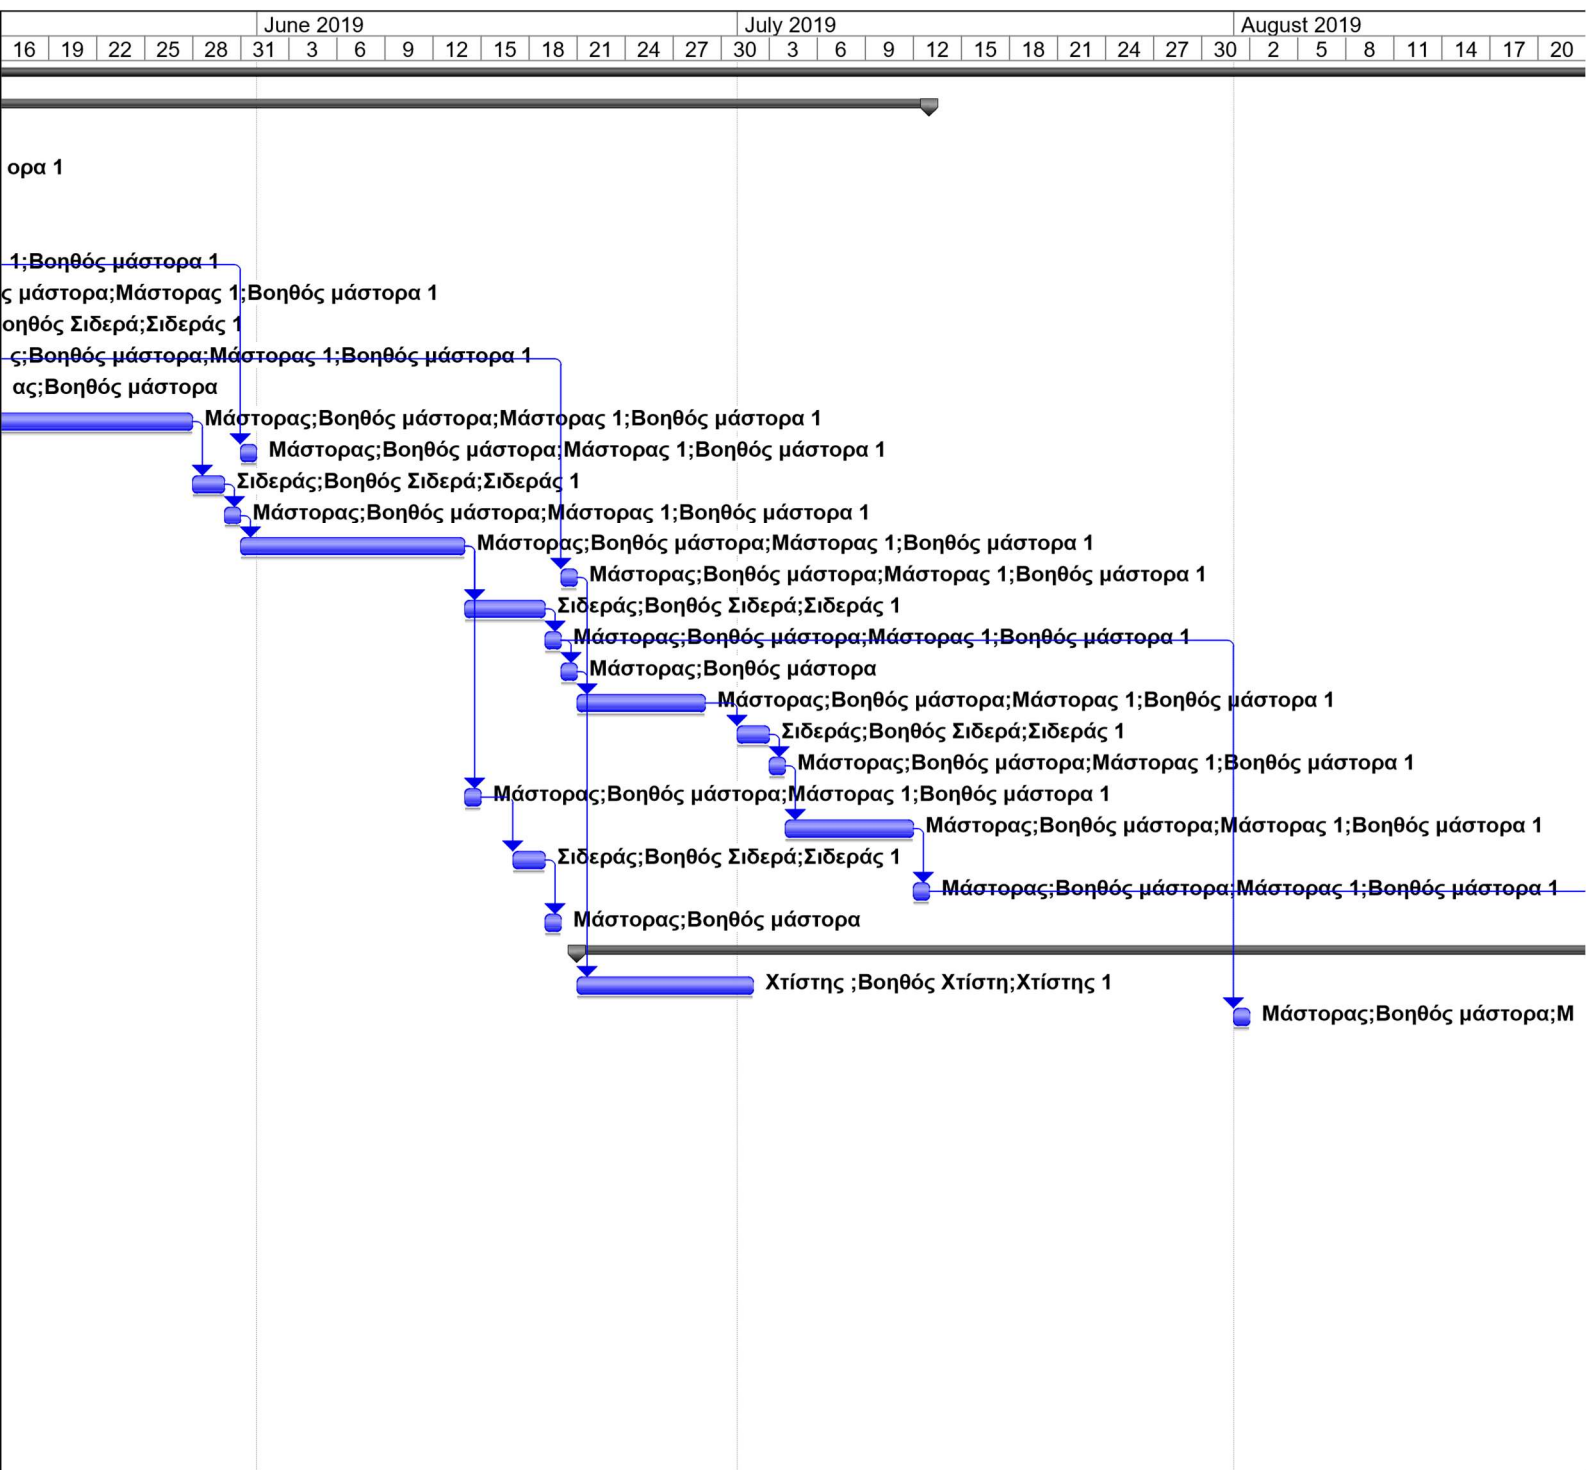 June 2019 July 2019 August 2019
16 19 22 25 28 31 3 6 9 12 15 18 21 24 27 30 3 6 9 12 15 18 21 24 27 30 2 5 8 11 14 17 20
ορα 1
1;Βοηθός μάστορα 1
ς μάστορα;Μάστορας 1;Βοηθός μάστορα 1
οηθός Σιδερά;Σιδεράς 1
ς;Βοηθός μάστορα;Μάστορας 1;Βοηθός μάστορα 1
ας;Βοηθός μάστορα
Μάστορας;Βοηθός μάστορα;Μάστορας 1;Βοηθός μάστορα 1
Μάστορας;Βοηθός μάστορα;Μάστορας 1;Βοηθός μάστορα 1
Σιδεράς;Βοηθός Σιδερά;Σιδεράς 1
Μάστορας;Βοηθός μάστορα;Μάστορας 1;Βοηθός μάστορα 1
Μάστορας;Βοηθός μάστορα;Μάστορας 1;Βοηθός μάστορα 1
Μάστορας;Βοηθός μάστορα;Μάστορας 1;Βοηθός μάστορα 1
Σιδεράς;Βοηθός Σιδερά;Σιδεράς 1
Μάστορας;Βοηθός μάστορα;Μάστορας 1;Βοηθός μάστορα 1
Μάστορας;Βοηθός μάστορα
Μάστορας;Βοηθός μάστορα;Μάστορας 1;Βοηθός μάστορα 1
Σιδεράς;Βοηθός Σιδερά;Σιδεράς 1
Μάστορας;Βοηθός μάστορα;Μάστορας 1;Βοηθός μάστορα 1
Μάστορας;Βοηθός μάστορα;Μάστορας 1;Βοηθός μάστορα 1
Μάστορας;Βοηθός μάστορα;Μάστορας 1;Βοηθός μάστορα 1
Σιδεράς;Βοηθός Σιδερά;Σιδεράς 1
Μάστορας;Βοηθός μάστορα;Μάστορας 1;Βοηθός μάστορα 1
Μάστορας;Βοηθός μάστορα
Χτίστης ;Βοηθός Χτίστη;Χτίστης 1
Μάστορας;Βοηθός μάστορα;Μ